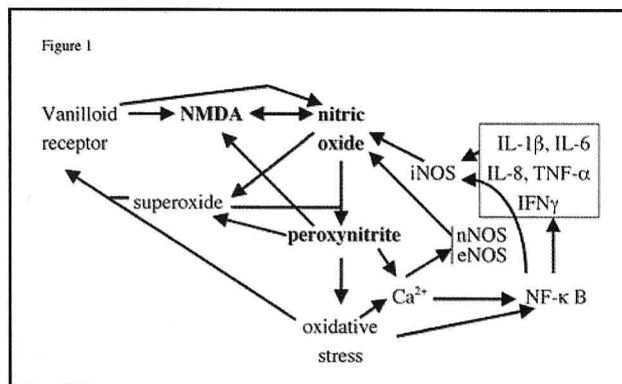 Figure 1
Vanilloid
receptor
NMDA
nitric
oxide
iNOS
IL-1β, IL-6
IL-8, TNF-α
IFNγ
superoxide
peroxynitrite
nNOS
eNOS
Ca²⁺
NF-κ B
oxidative
stress